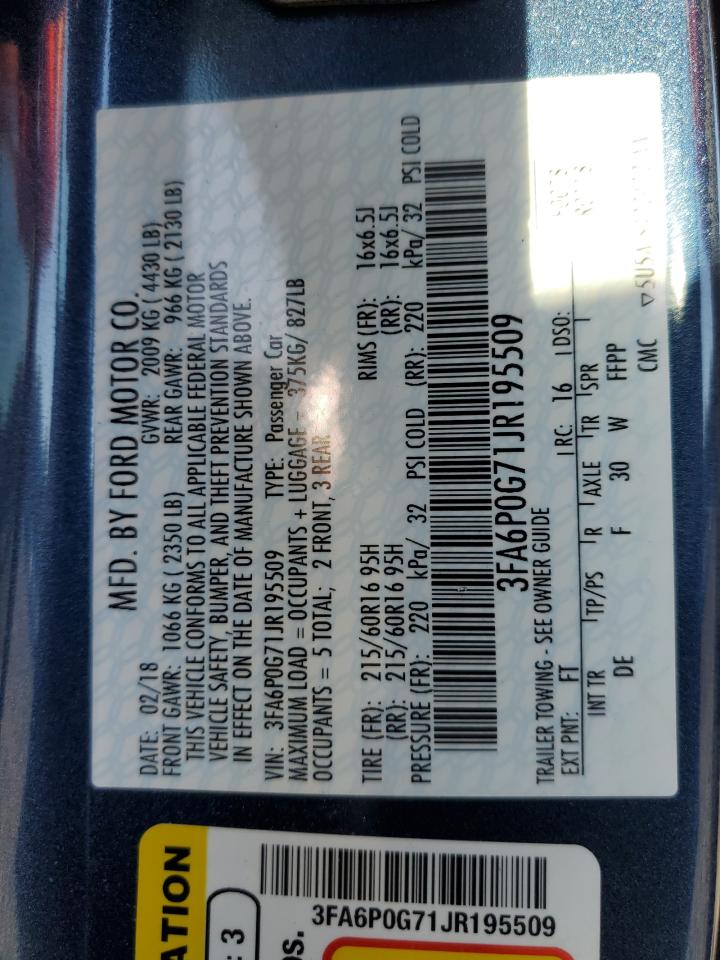 MFD. BY FORD MOTOR CO.
DATE: 02/18 GVWR: 2009 KG ( 4430 LB)
FRONT GAWR: 1066 KG ( 2350 LB) REAR GAWR: 966 KG ( 2130 LB)
THIS VEHICLE CONFORMS TO ALL APPLICABLE FEDERAL MOTOR
VEHICLE SAFETY, BUMPER, AND THEFT PREVENTION STANDARDS
IN EFFECT ON THE DATE OF MANUFACTURE SHOWN ABOVE.
VIN: 3FA6P0G71JR195509 TYPE: Passenger Car
MAXIMUM LOAD = OCCUPANTS + LUGGAGE = 375KG/ 827LB
OCCUPANTS = 5 TOTAL; 2 FRONT, 3 REAR
TIRE (FR): 215/60R16 95H RIMS (FR): 16x6.5J
(RR): 215/60R16 95H (RR): 16x6.5J
PRESSURE (FR): 220 kPa/ 32 PSI COLD (RR): 220 kPa/ 32 PSI COLD
3FA6P0G71JR195509
TRAILER TOWING - SEE OWNER GUIDE
EXT PNT: FT RC: 16 DSO:
INT TR TP/PS R AXLE TR SPR
DE F 30 W FFPP
CMC
ATION
: 3
os.
3FA6P0G71JR195509